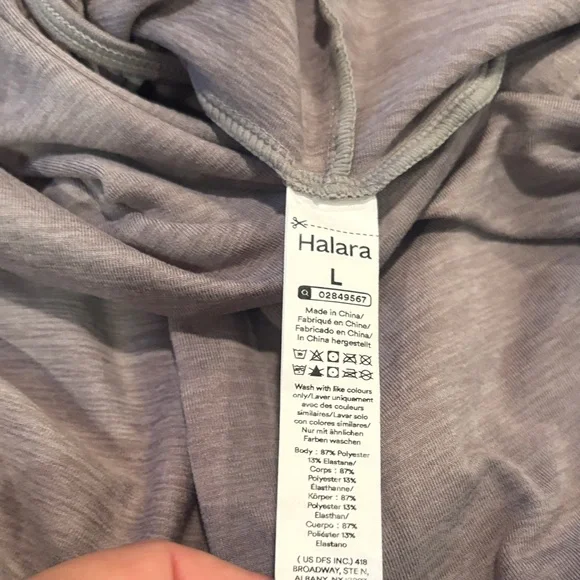 Halara
L
02849567
Made in China/
Fabriqué en China/
Fabricado en China/
In China hergestellt
Wash with like colours
only/Laver uniquement
avec des couleurs
similaires/Lavar solo
con colores similares/
Nur mit ähnlichen
Farben waschen
Body : 87% Polyester
13% Elastane/
Corps : 87%
Polyester 13%
Élasthanne/
Körper : 87%
Polyester 13%
Elasthan/
Cuerpo : 87%
Poliéster 13%
Elastano
( US DFS INC.) 418
BROADWAY, STE N,
ALBANY, NY